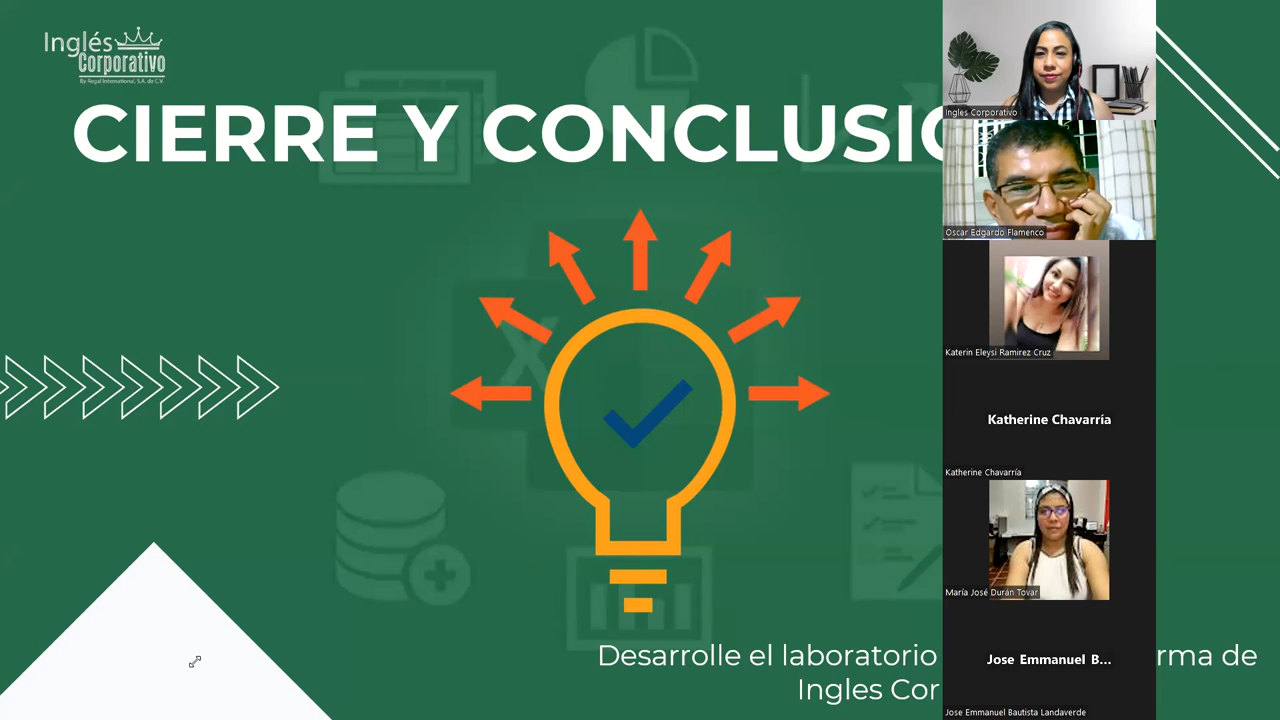 Inglés
Corporativo
By Regal International, S.A. de C.V.
CIERRE Y CONCLUSIO
Ingles Corporativo
Oscar Edgardo Flamenco
Katerin Eleysi Ramirez Cruz
Katherine Chavarría
Katherine Chavarría
María José Durán Tovar
Jose Emmanuel B...
Jose Emmanuel Bautista Landaverde
Desarrolle el laboratorio rma de
Ingles Cor